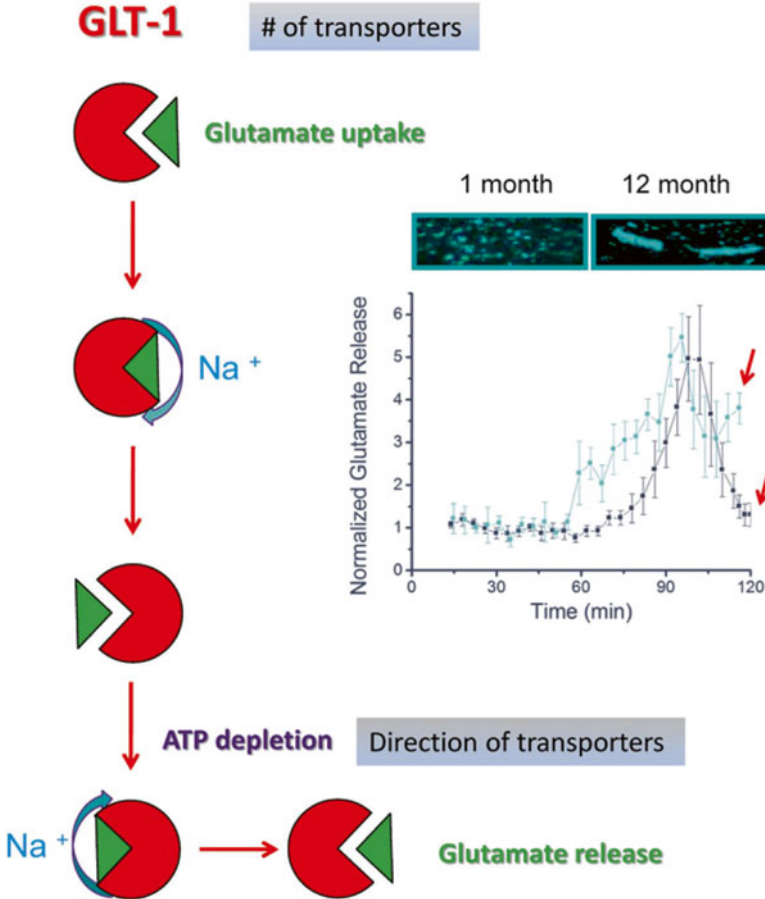 GLT-1
# of transporters
Glutamate uptake
1 month
12 month
Na +
Normalized Glutamate Release
6
5
4
3
2
1
0
0
30
60
90
120
Time (min)
ATP depletion
Direction of transporters
Na +
Glutamate release